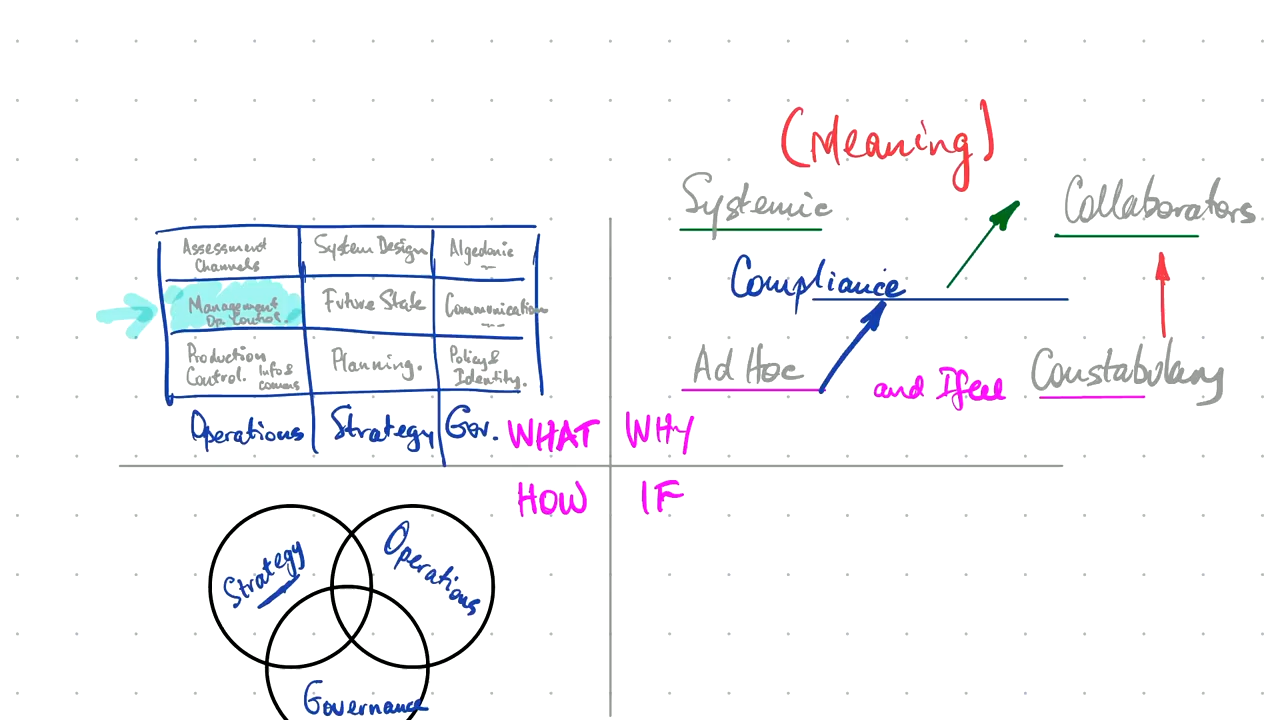 (Meaning)
Systemic
Collaborators
Compliance
Ad Hoc
and I feel
Constabulary
Assessment
Channels
System Design
Algedonic
Management
Op. Control.
Future State
Communication
Production
Control.
Info &
comms
Planning.
Policy &
Identity.
Operations
Strategy
Gov.
WHAT
WHY
HOW
IF
Strategy
Operations
Governance